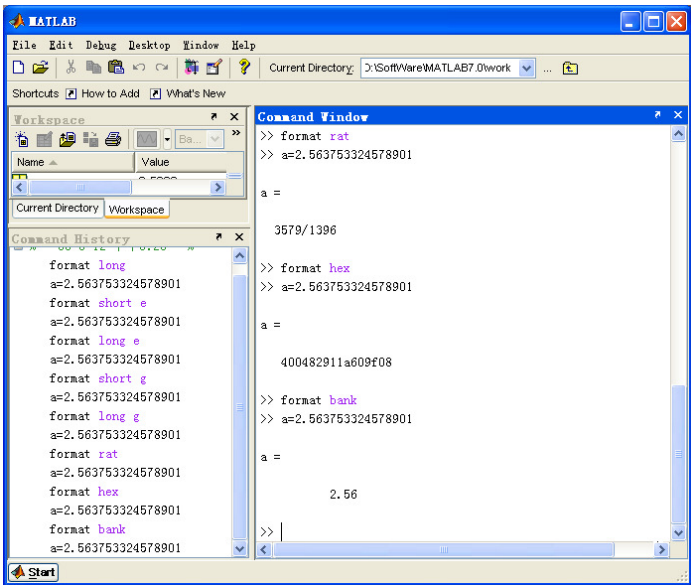 MATLAB
File Edit Debug Desktop Window Help
Current Directory: D:\SoftWare\MATLAB7.0\work ...
Shortcuts How to Add What's New
Workspace
Ba...
Name Value
Current Directory Workspace
Command History
format long
a=2.563753324578901
format short e
a=2.563753324578901
format long e
a=2.563753324578901
format short g
a=2.563753324578901
format long g
a=2.563753324578901
format rat
a=2.563753324578901
format hex
a=2.563753324578901
format bank
a=2.563753324578901
Command Window
>> format rat
>> a=2.563753324578901
a =
3579/1396
>> format hex
>> a=2.563753324578901
a =
400482911a609f08
>> format bank
>> a=2.563753324578901
a =
2.56
>>
Start